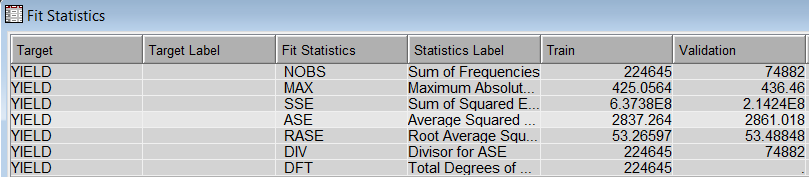 Fit Statistics
Target Target Label Fit Statistics Statistics Label Train Validation
YIELD NOBS Sum of Frequencies 224645 74882
YIELD MAX Maximum Absolut... 425.0564 436.46
YIELD SSE Sum of Squared E... 6.3738E8 2.1424E8
YIELD ASE Average Squared ... 2837.264 2861.018
YIELD RASE Root Average Squ... 53.26597 53.48848
YIELD DIV Divisor for ASE 224645 74882
YIELD DFT Total Degrees of ... 224645 .